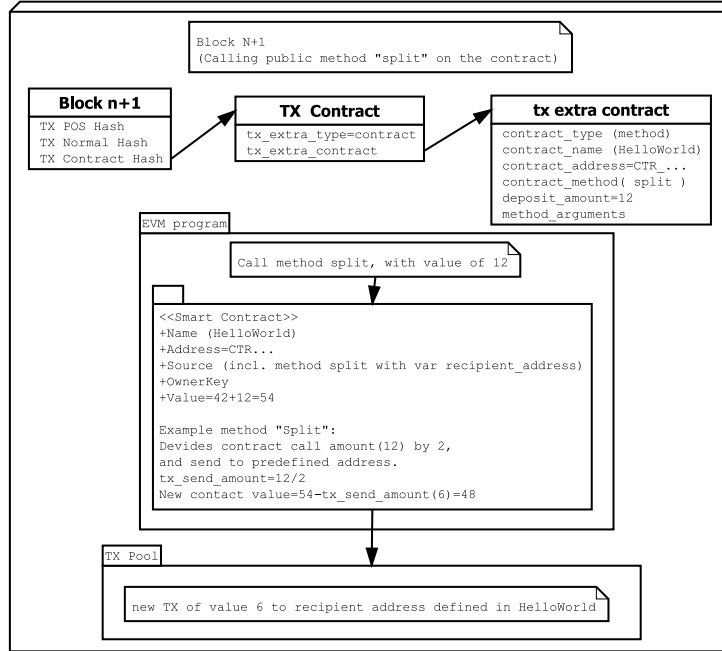 Block N+1
(Calling public method "split" on the contract)
Block n+1
TX POS Hash
TX Normal Hash
TX Contract Hash
TX  Contract
tx_extra_type=contract
tx_extra_contract
tx extra contract
contract_type (method)
contract_name (HelloWorld)
contract_address=CTR_...
contract_method( split )
deposit_amount=12
method_arguments
EVM program
Call method split, with value of 12
<<Smart Contract>>
+Name (HelloWorld)
+Address=CTR...
+Source (incl. method split with var recipient_address)
+OwnerKey
+Value=42+12=54
Example method "Split":
Devides contract call amount(12) by 2,
and send to predefined address.
tx_send_amount=12/2
New contact value=54-tx_send_amount(6)=48
TX Pool
new TX of value 6 to recipient address defined in HelloWorld